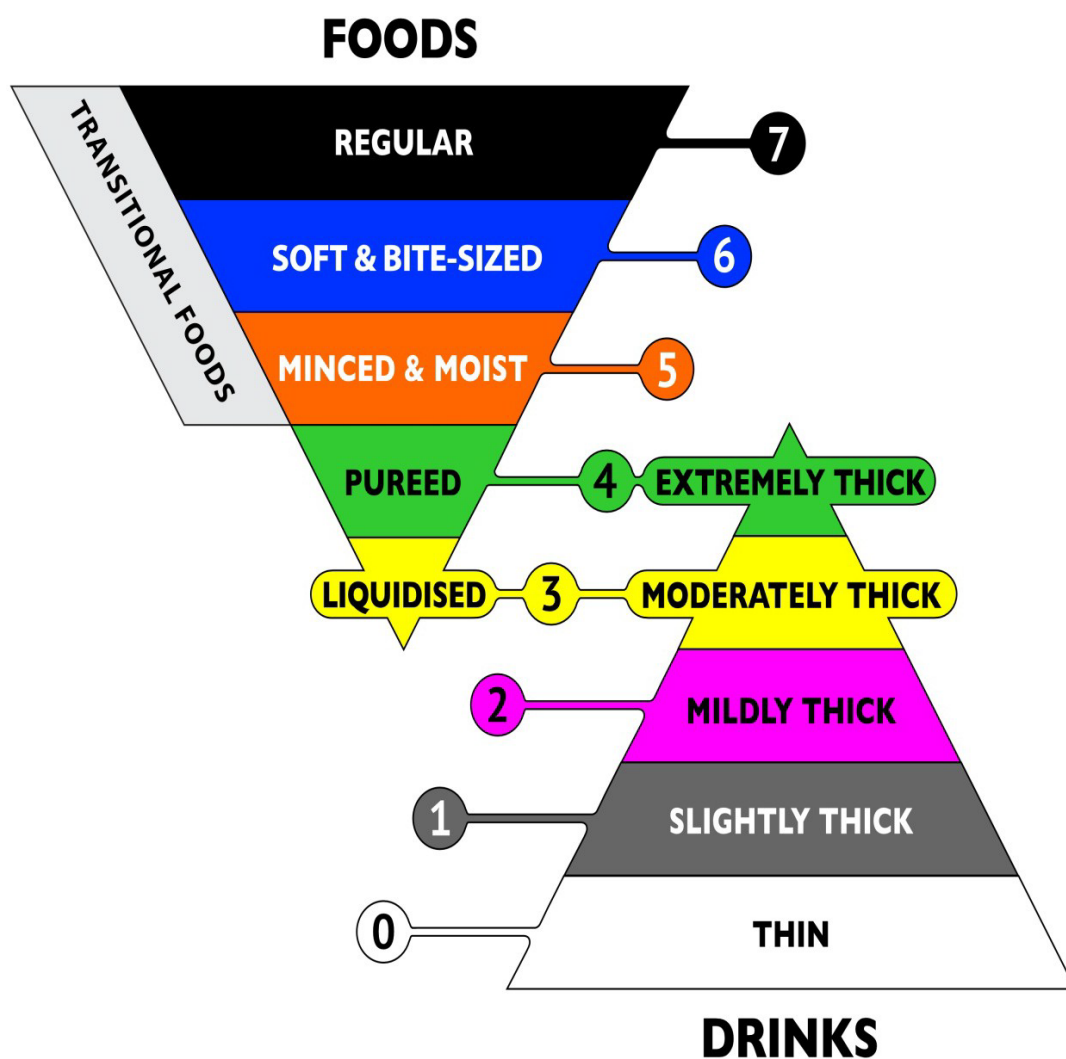 FOODS
TRANSITIONAL FOODS
REGULAR
7
SOFT & BITE-SIZED
6
MINCED & MOIST
5
PUREED
4
EXTREMELY THICK
LIQUIDISED
3
MODERATELY THICK
2
MILDLY THICK
1
SLIGHTLY THICK
0
THIN
DRINKS